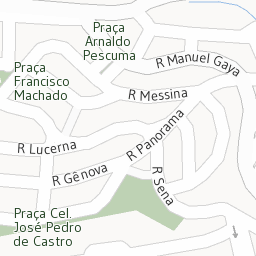 Praça
Arnaldo
Pescuma
R Manuel Gaya
Praça
Francisco
Machado
R Messina
R Panorama
R Lucerna
R Gênova
R Sena
Praça Cel.
José Pedro
de Castro